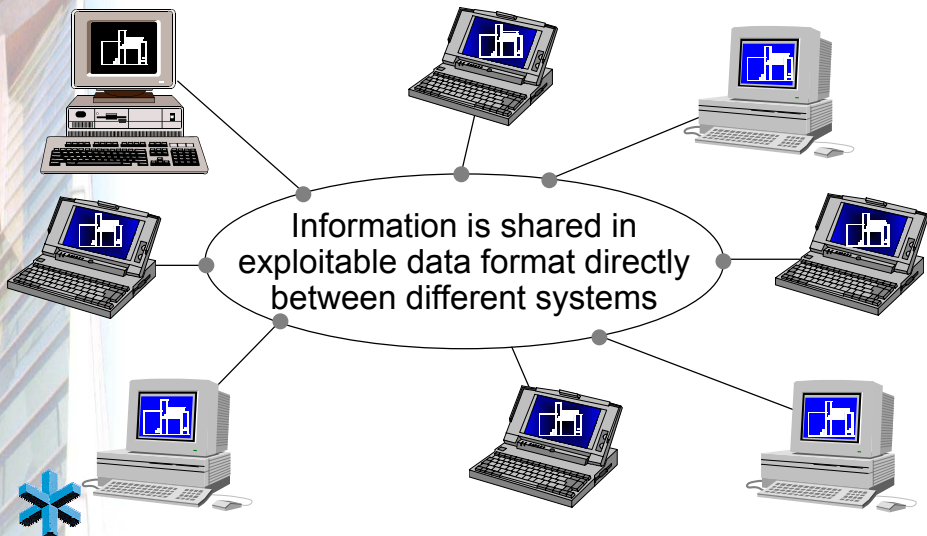 Information is shared in
exploitable data format directly
between different systems